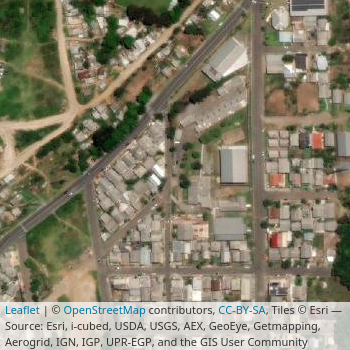 Leaflet | © OpenStreetMap contributors, CC-BY-SA, Tiles © Esri —
Source: Esri, i-cubed, USDA, USGS, AEX, GeoEye, Getmapping,
Aerogrid, IGN, IGP, UPR-EGP, and the GIS User Community